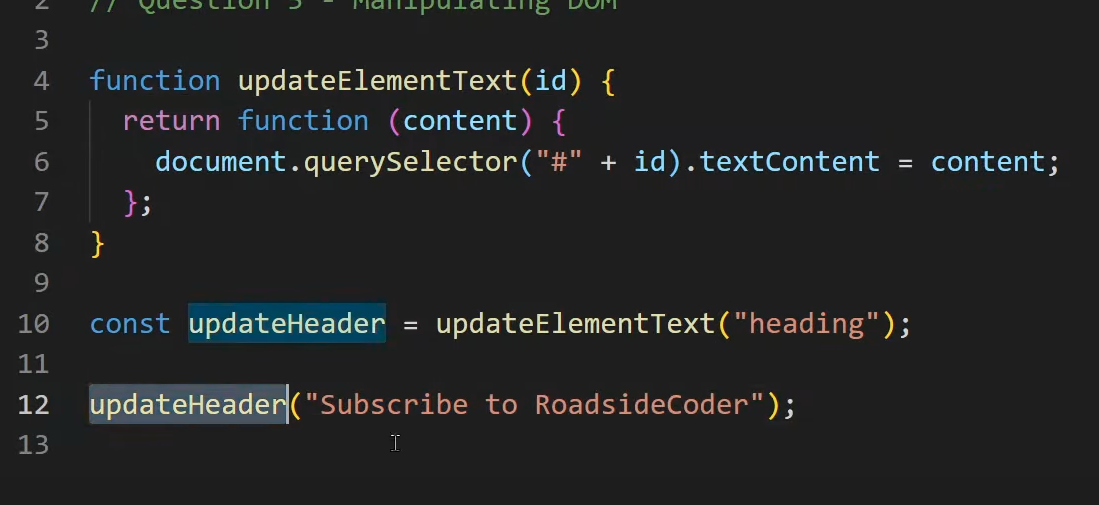 2 // Question 5 - Manipulating DOM
3
4 function updateElementText(id) {
5 return function (content) {
6 document.querySelector("#" + id).textContent = content;
7 };
8 }
9
10 const updateHeader = updateElementText("heading");
11
12 updateHeader("Subscribe to RoadsideCoder");
13